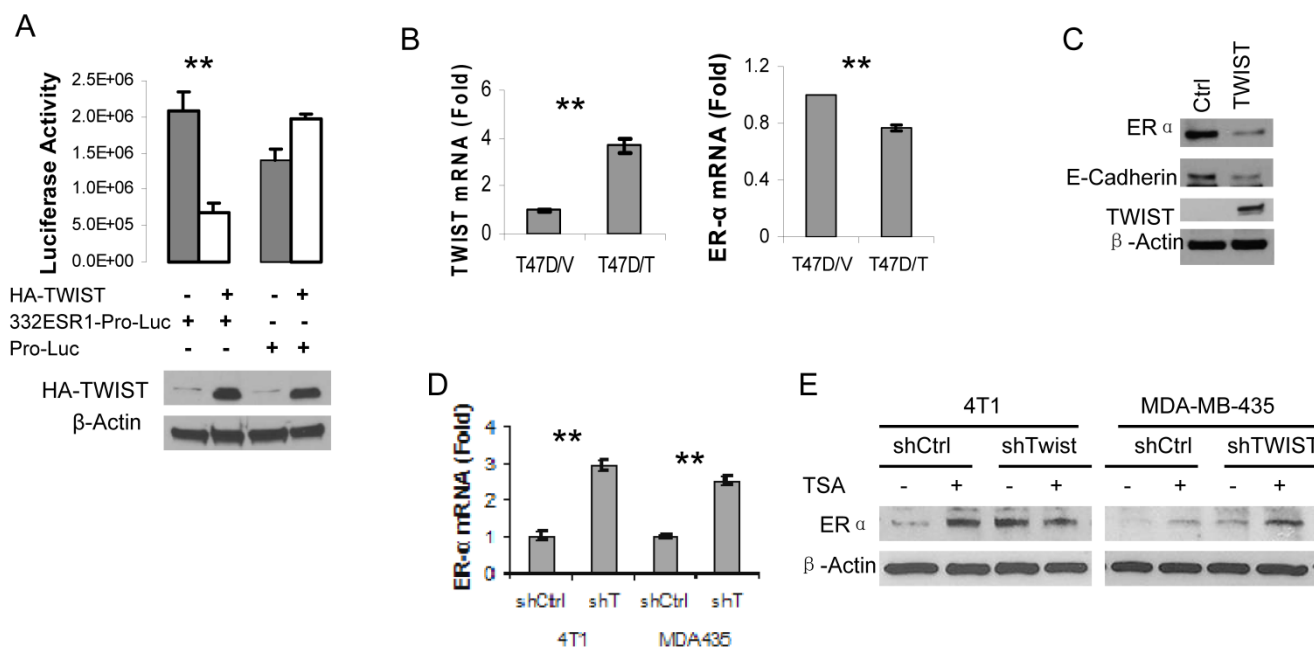 A
**
Luciferase Activity
2.5E+06
2.0E+06
1.5E+06
1.0E+06
5.0E+05
0.0E+00
HA-TWIST - + - +
332ESR1-Pro-Luc + + - -
Pro-Luc - - + +
HA-TWIST
β-Actin
B
TWIST mRNA (Fold)
**
6
4
2
0
T47D/V T47D/T
ER-α mRNA (Fold)
**
1.2
0.8
0.4
0
T47D/V T47D/T
C
Ctrl TWIST
ER α
E-Cadherin
TWIST
β -Actin
D
ER-α mRNA (Fold)
** **
4
3
2
1
0
shCtrl shT shCtrl shT
4T1 MDA435
E
4T1 MDA-MB-435
shCtrl shTwist shCtrl shTWIST
TSA - + - + - + - +
ER α
β -Actin